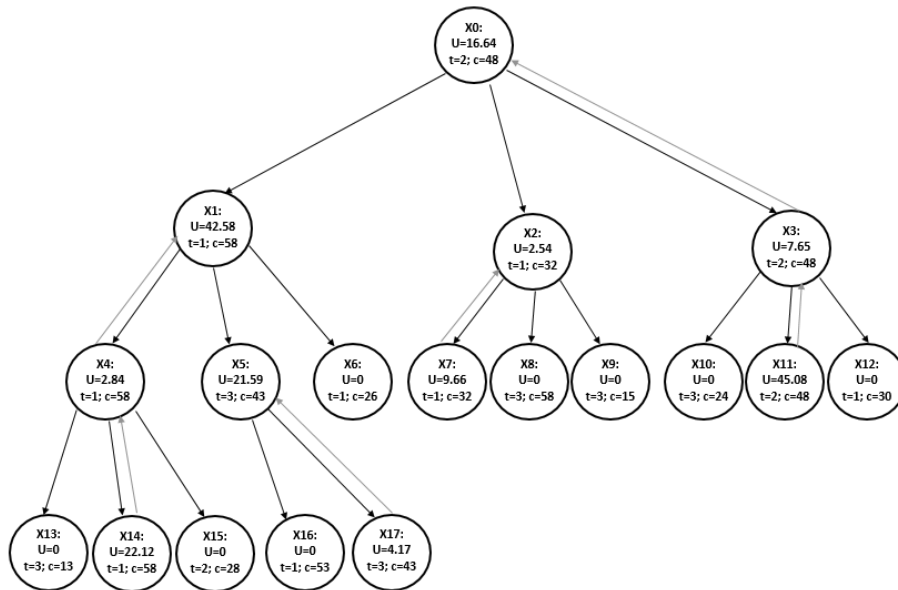 X0:
U=16.64
t=2; c=48
X1:
U=42.58
t=1; c=58
X2:
U=2.54
t=1; c=32
X3:
U=7.65
t=2; c=48
X4:
U=2.84
t=1; c=58
X5:
U=21.59
t=3; c=43
X6:
U=0
t=1; c=26
X7:
U=9.66
t=1; c=32
X8:
U=0
t=3; c=58
X9:
U=0
t=3; c=15
X10:
U=0
t=3; c=24
X11:
U=45.08
t=2; c=48
X12:
U=0
t=1; c=30
X13:
U=0
t=3; c=13
X14:
U=22.12
t=1; c=58
X15:
U=0
t=2; c=28
X16:
U=0
t=1; c=53
X17:
U=4.17
t=3; c=43